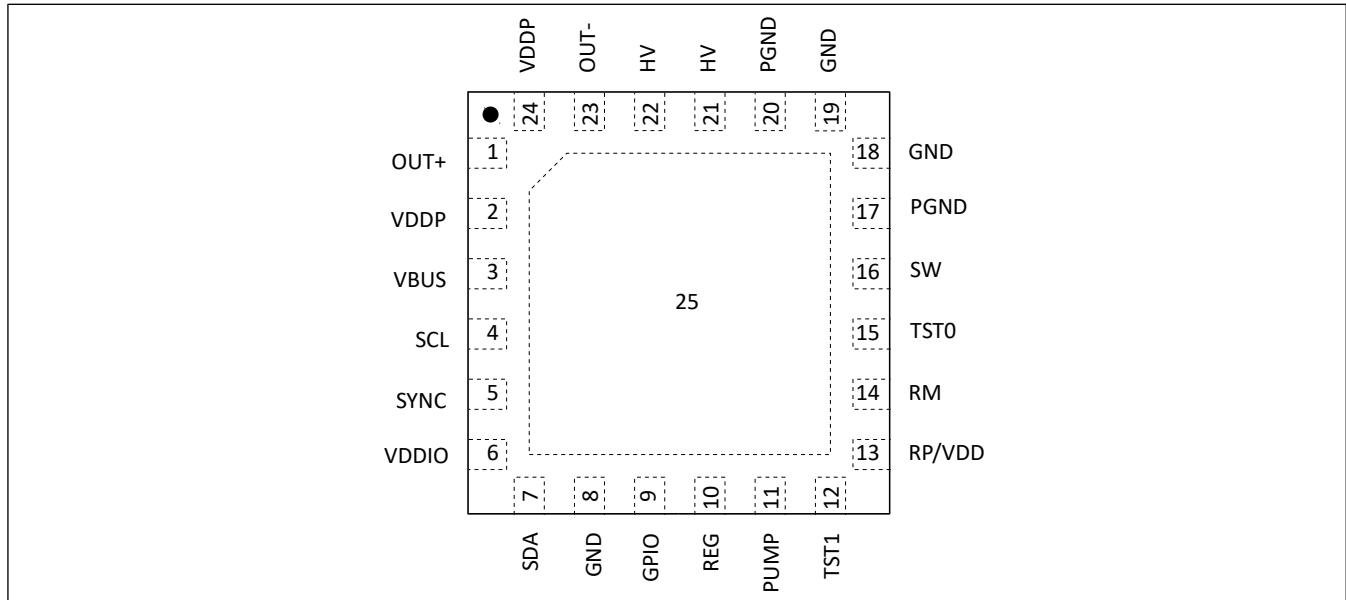 VDDP
OUT-
HV
HV
PGND
GND
24
23
22
21
20
19
OUT+ 1
18 GND
VDDP 2
17 PGND
VBUS 3
16 SW
25
SCL 4
15 TST0
SYNC 5
14 RM
VDDIO 6
13 RP/VDD
7
8
9
10
11
12
SDA
GND
GPIO
REG
PUMP
TST1